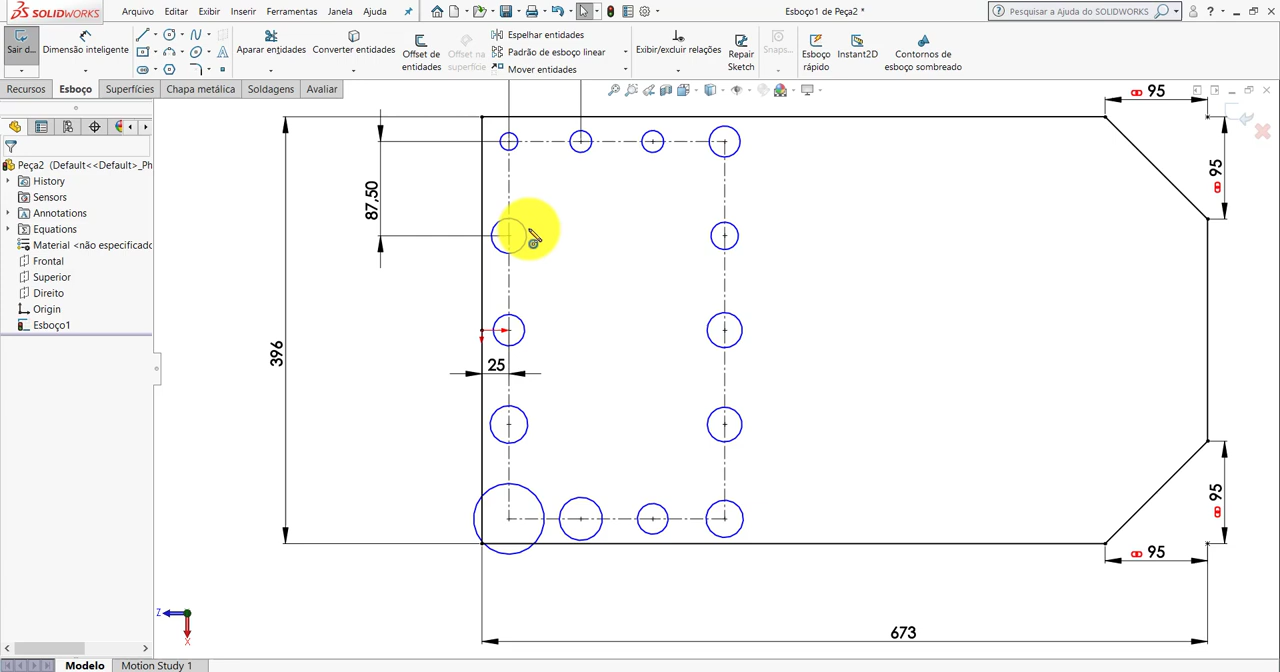 SOLIDWORKS
Arquivo Editar Exibir Inserir Ferramentas Janela Ajuda
Esboço1 de Peça2 *
Pesquisar a Ajuda do SOLIDWORKS
Sair d...
Dimensão inteligente
Aparar entidades
Converter entidades
Offset de entidades
Offset na superfície
Espelhar entidades
Padrão de esboço linear
Mover entidades
Exibir/excluir relações
Repair Sketch
Snaps...
Esboço rápido
Instant2D
Contornos de esboço sombreado
Recursos Esboço Superfícies Chapa metálica Soldagens Avaliar
Peça2 (Default<<Default>_Ph
History
Sensors
Annotations
Equations
Material <não especificado
Frontal
Superior
Direito
Origin
Esboço1
95
95
87,50
396
25
95
95
673
Z
X
Modelo Motion Study 1